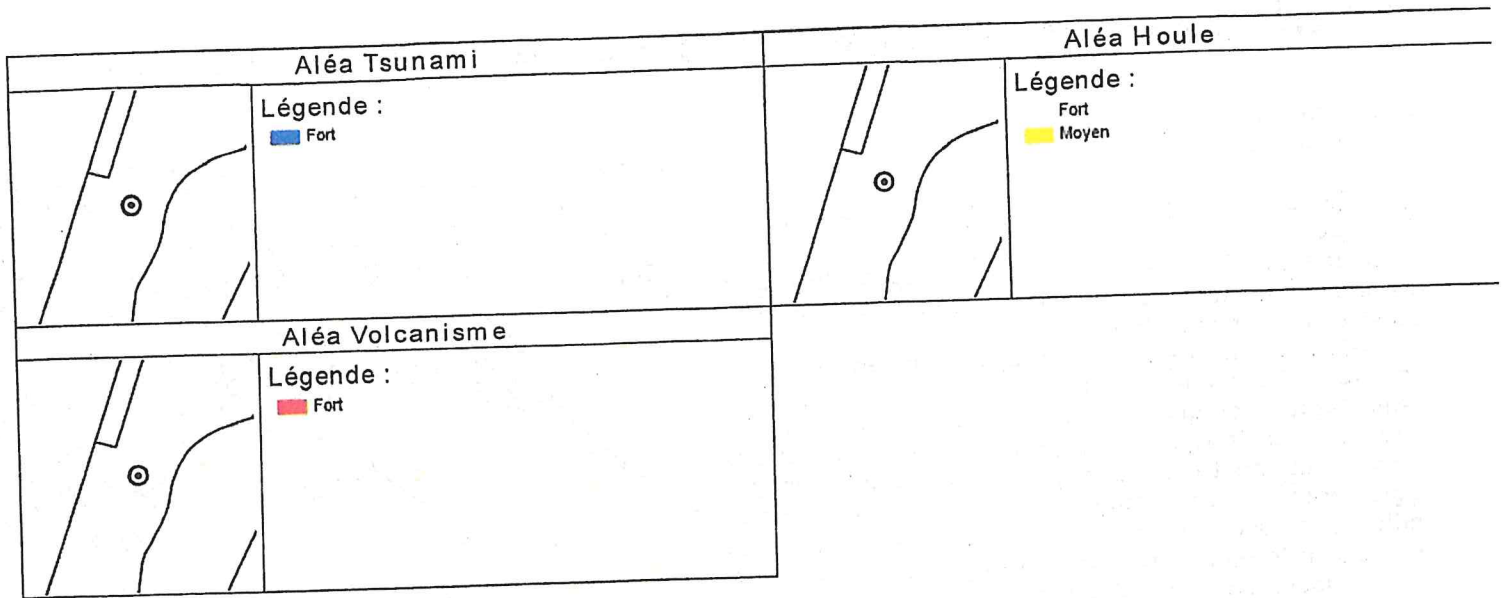 Aléa Tsunami
Légende :
Fort
Aléa Houle
Légende :
Fort
Moyen
Aléa Volcanisme
Légende :
Fort